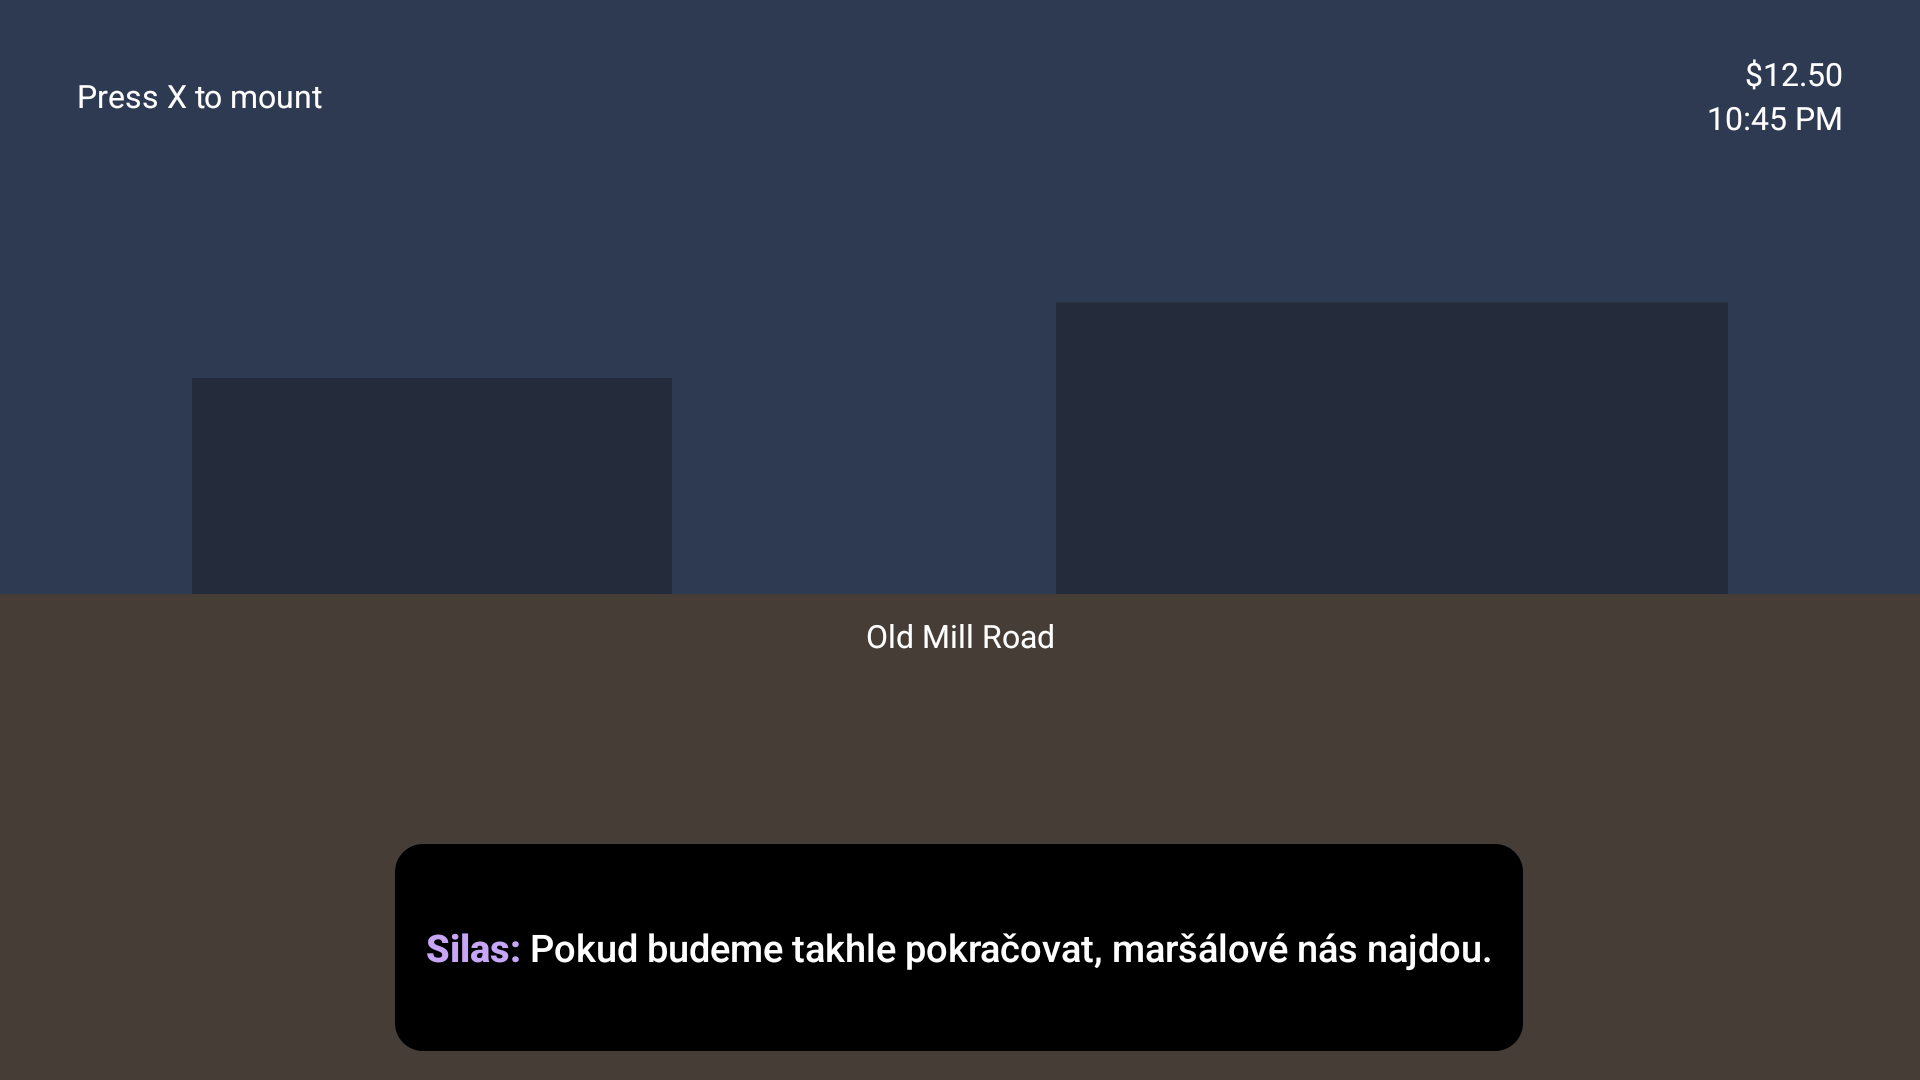 Press X to mount
$12.50
10:45 PM
Old Mill Road
Silas: Pokud budeme takhle pokračovat, maršálové nás najdou.